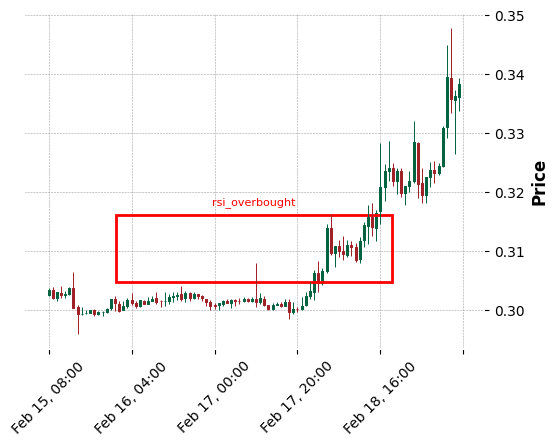 0.35
0.34
0.33
0.32
0.31
0.30
Price
rsi_overbought
Feb 15, 08:00
Feb 16, 04:00
Feb 17, 00:00
Feb 17, 20:00
Feb 18, 16:00